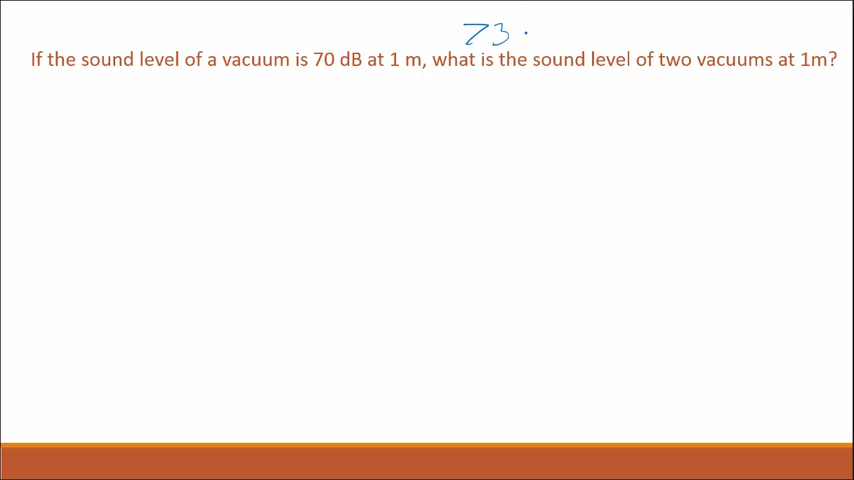 73.
If the sound level of a vacuum is 70 dB at 1 m, what is the sound level of two vacuums at 1m?